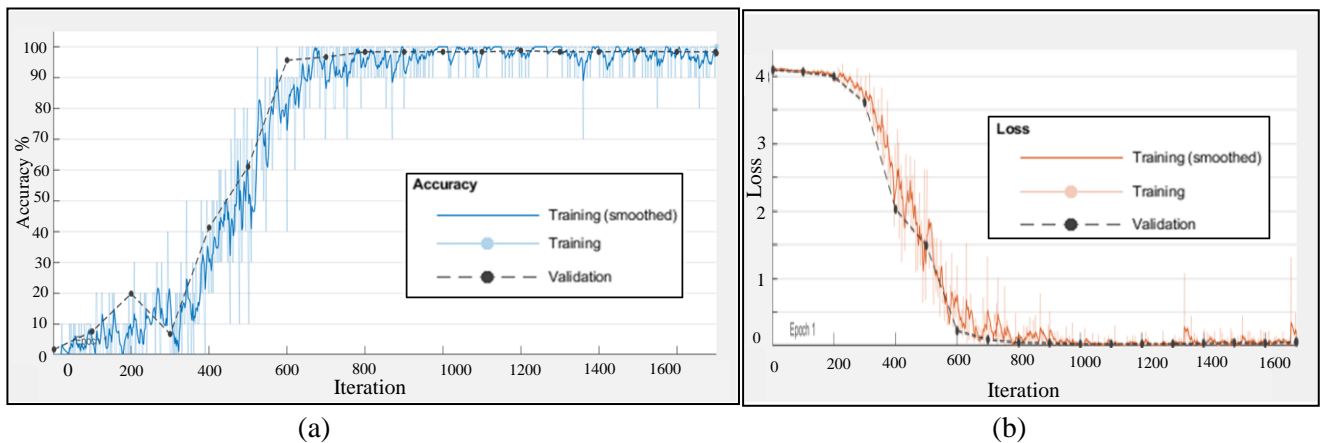 100
90
80
70
60
50
40
30
20
10
0
Accuracy %
Accuracy
Training (smoothed)
Training
Validation
0 200 400 600 800 1000 1200 1400 1600
Iteration
(a)
4
3
2
1
0
Loss
Loss
Training (smoothed)
Training
Validation
Epoch 1
0 200 400 600 800 1000 1200 1400 1600
Iteration
(b)